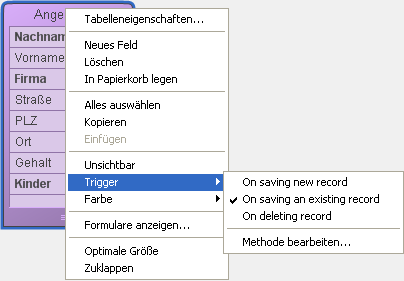 Ange
Nachnam
Vorname
Firma
Straße
PLZ
Ort
Gehalt
Kinder
Tabelleneigenschaften...
Neues Feld
Löschen
In Papierkorb legen
Alles auswählen
Kopieren
Einfügen
Unsichtbar
Trigger
Farbe
Formulare anzeigen...
Optimale Größe
Zuklappen
On saving new record
On saving an existing record
On deleting record
Methode bearbeiten...